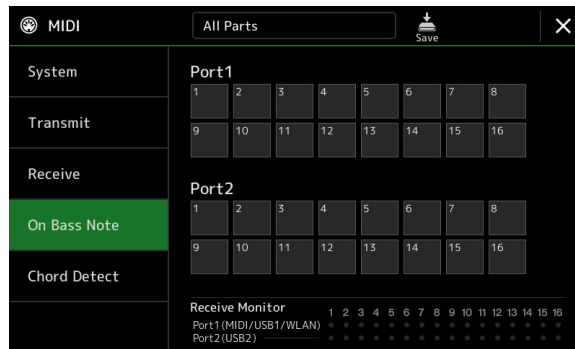 MIDI
All Parts
Save
System
Transmit
Receive
On Bass Note
Chord Detect
Port1
1 2 3 4 5 6 7 8
9 10 11 12 13 14 15 16
Port2
1 2 3 4 5 6 7 8
9 10 11 12 13 14 15 16
Receive Monitor 1 2 3 4 5 6 7 8 9 10 11 12 13 14 15 16
Port1(MIDI/USB1/WLAN)
Port2(USB2)